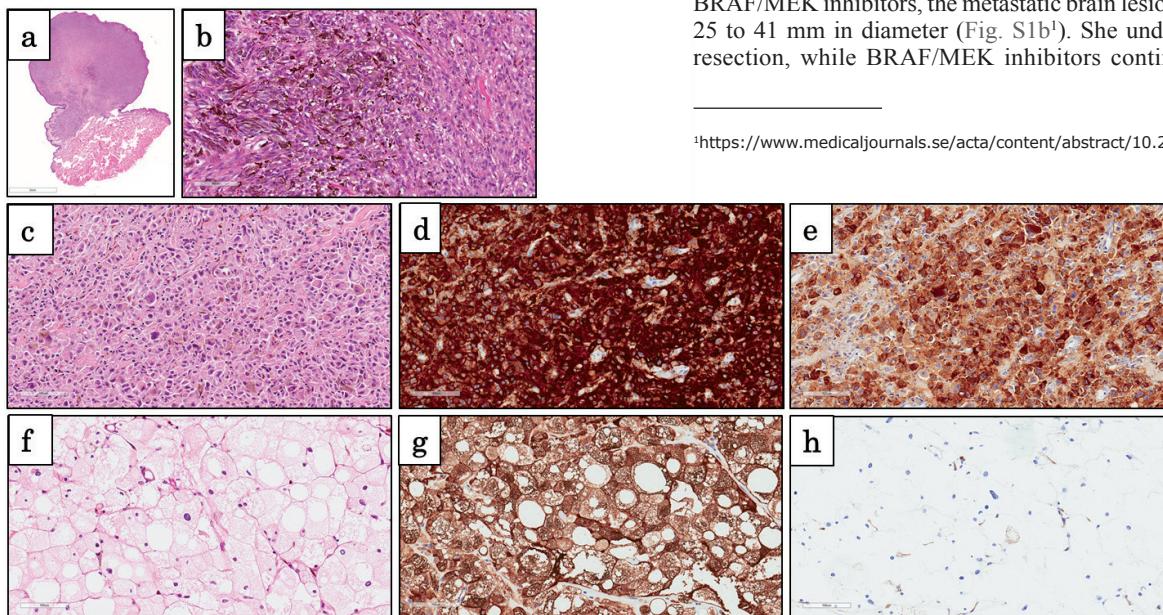 BRAF/MEK inhibitors, the metastatic brain lesio
25 to 41 mm in diameter (Fig. S1b¹). She und
resection, while BRAF/MEK inhibitors contin
¹https://www.medicaljournals.se/acta/content/abstract/10.2
a
b
c
d
e
f
g
h